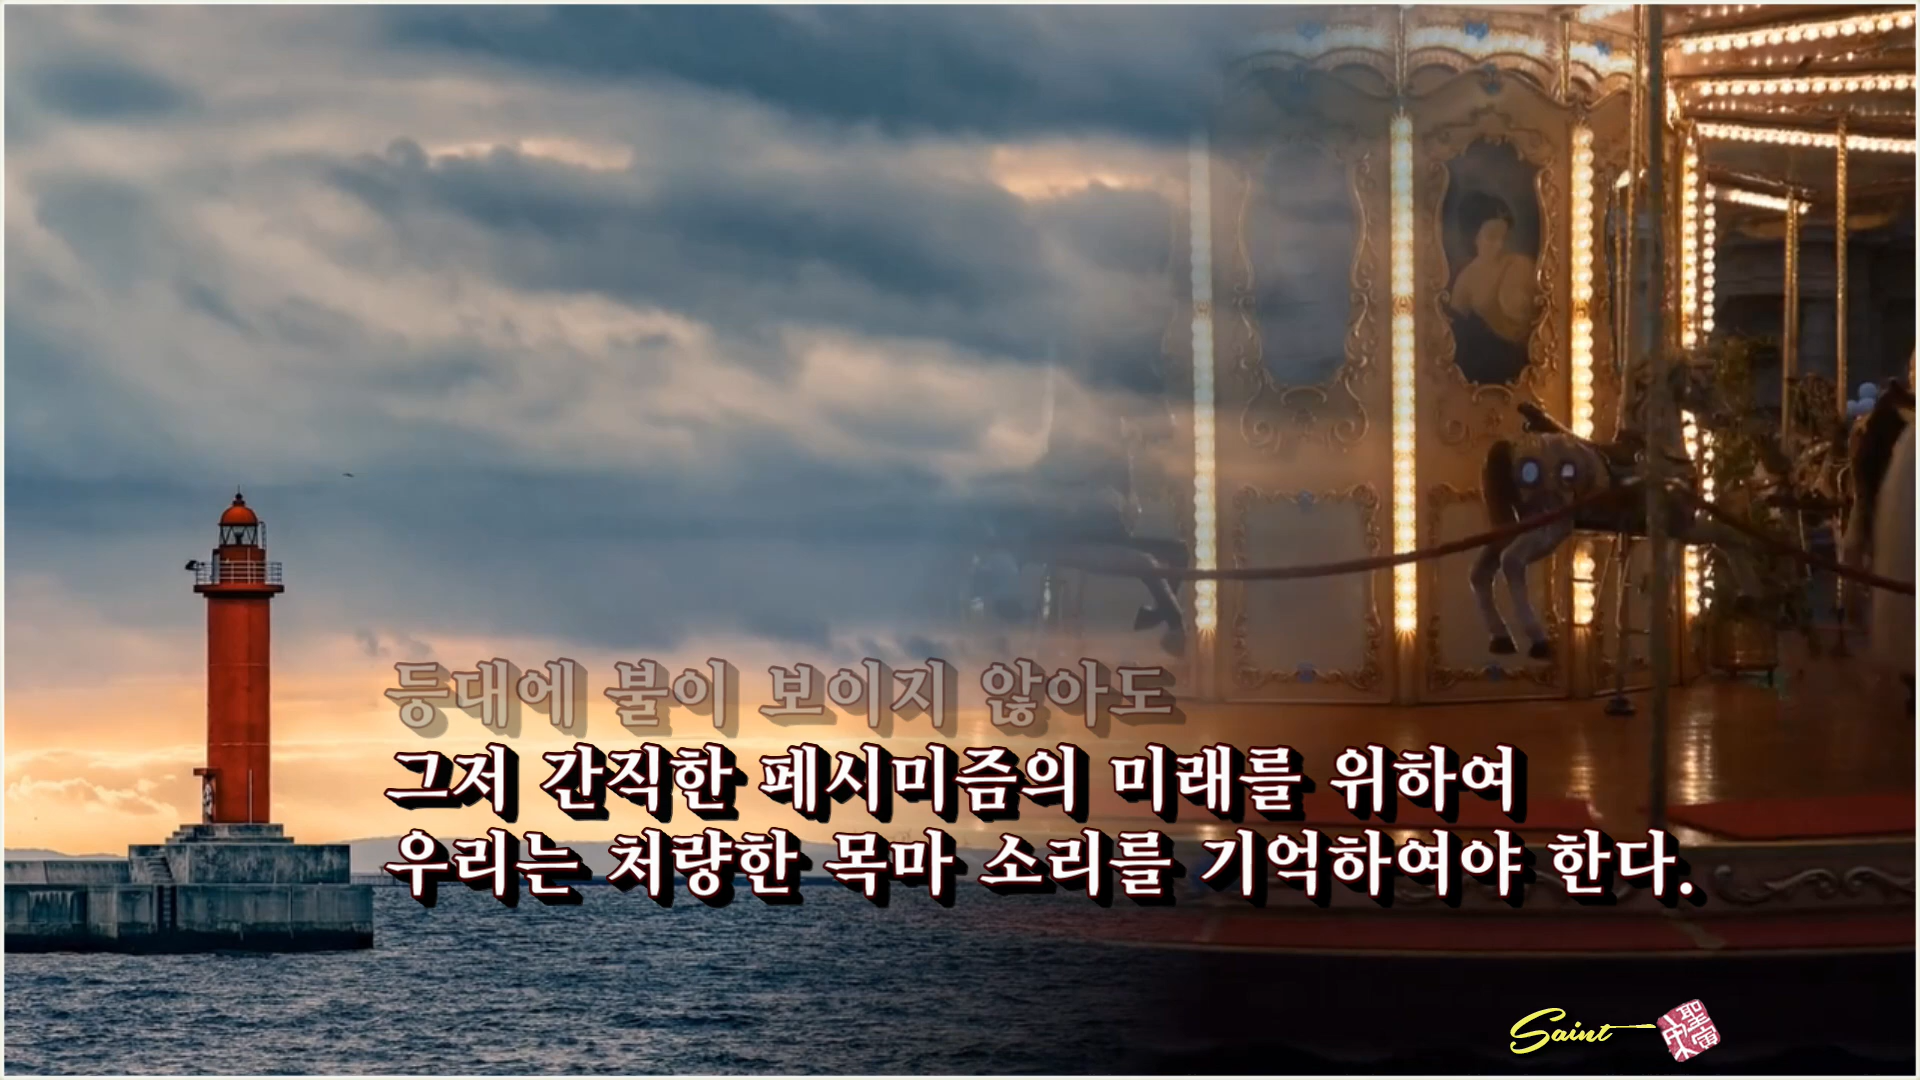 등대에 불이 보이지 않아도
그저 간직한 페시미즘의 미래를 위하여
우리는 처량한 목마 소리를 기억하여야 한다.
Saint